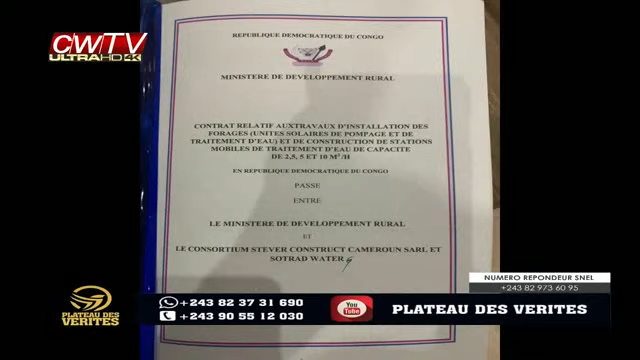 CWTV
ULTRAHD4K
REPUBLIQUE DEMOCRATIQUE DU CONGO
MINISTERE DE DEVELOPPEMENT RURAL
CONTRAT RELATIF AUXTRAVAUX D'INSTALLATION DES
FORAGES (UNITES SOLAIRES DE POMPAGE ET DE
TRAITEMENT D'EAU) ET DE CONSTRUCTION DE STATIONS
MOBILES DE TRAITEMENT D'EAU DE CAPACITE
DE 2,5, 5 ET 10 M³/H
EN REPUBLIQUE DEMOCRATIQUE DU CONGO
PASSE
ENTRE
LE MINISTERE DE DEVELOPPEMENT RURAL
ET
LE CONSORTIUM STEVER CONSTRUCT CAMEROUN SARL ET
SOTRAD WATER
NUMERO REPONDEUR SNEL
+243 82 973 60 95
PLATEAU DES
VERITES
+243 82 37 31 690
+243 90 55 12 030
You
Tube
PLATEAU DES VERITES